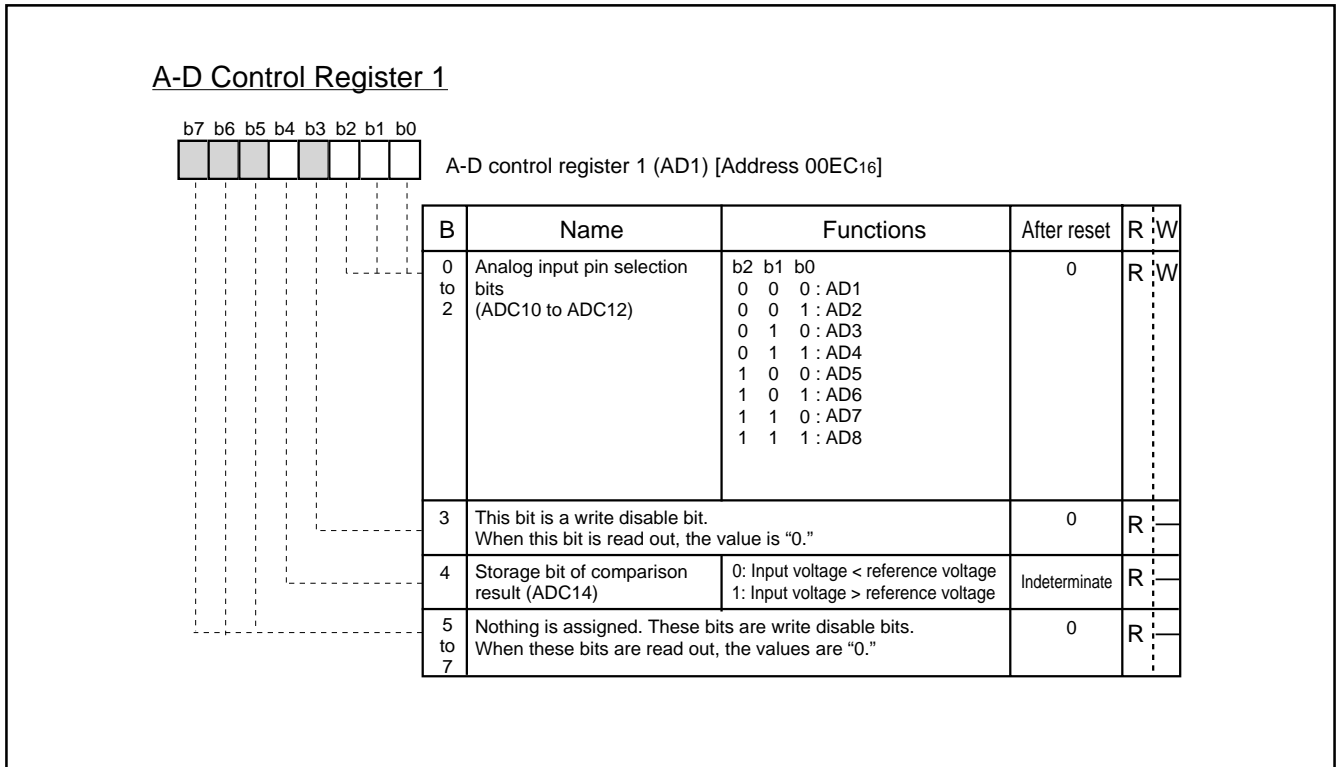 A-D Control Register 1
b7 b6 b5 b4 b3 b2 b1 b0
A-D control register 1 (AD1) [Address 00EC16]
B Name Functions After reset R W
0 to 2 Analog input pin selection bits (ADC10 to ADC12) b2 b1 b0 0 R W
0 0 0 : AD1
0 0 1 : AD2
0 1 0 : AD3
0 1 1 : AD4
1 0 0 : AD5
1 0 1 : AD6
1 1 0 : AD7
1 1 1 : AD8
3 This bit is a write disable bit. 0 R —
When this bit is read out, the value is “0.”
4 Storage bit of comparison result (ADC14) 0: Input voltage < reference voltage Indeterminate R —
1: Input voltage > reference voltage
5 to 7 Nothing is assigned. These bits are write disable bits. 0 R —
When these bits are read out, the values are “0.”